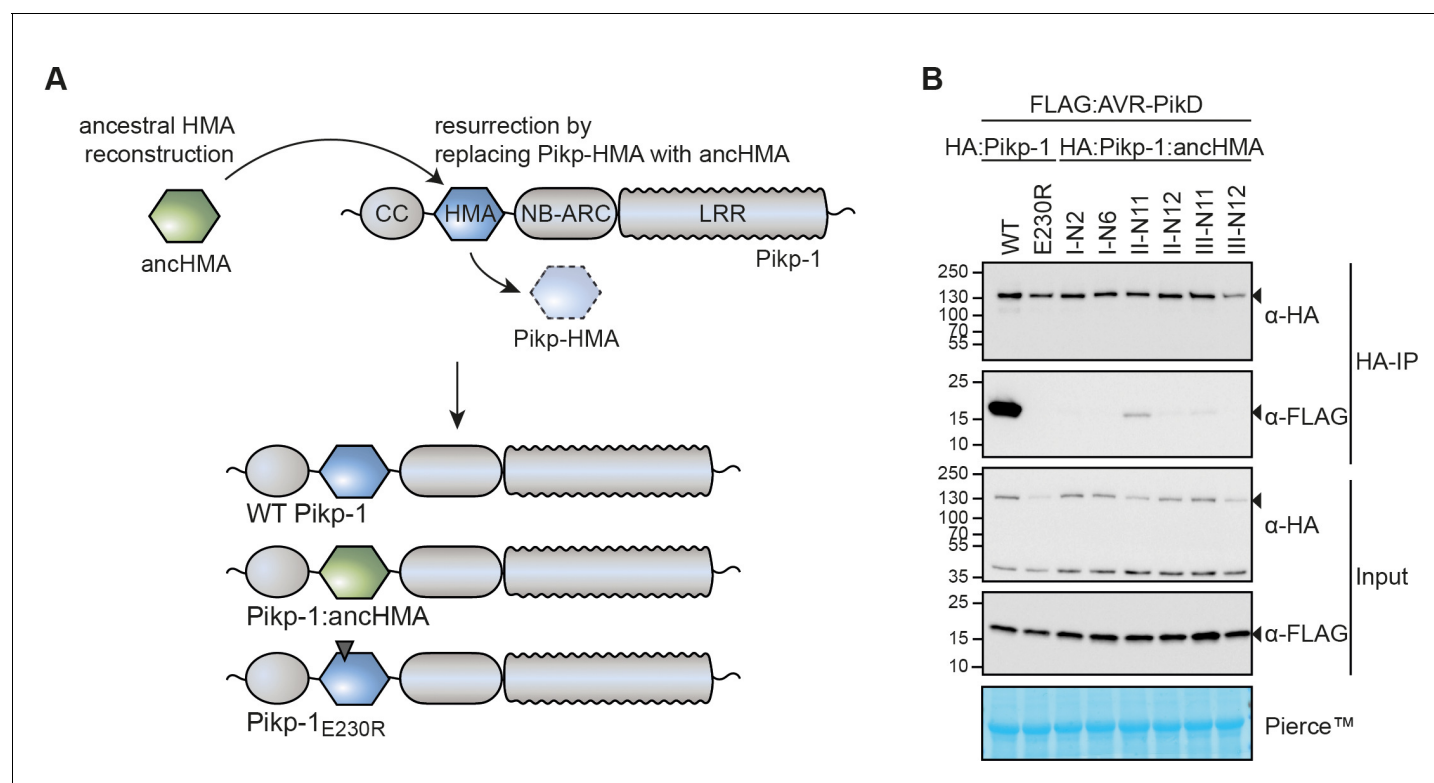 A
ancestral HMA
reconstruction
resurrection by
replacing Pikp-HMA with ancHMA
CC
HMA
NB-ARC
LRR
ancHMA
Pikp-1
Pikp-HMA
WT Pikp-1
Pikp-1:ancHMA
Pikp-1E230R
B
FLAG:AVR-PikD
HA:Pikp-1 HA:Pikp-1:ancHMA
WT
E230R
I-N2
I-N6
II-N11
II-N12
III-N11
III-N12
250
130
100
70
55
α-HA
25
15
10
α-FLAG
HA-IP
250
130
100
70
55
35
α-HA
25
15
10
α-FLAG
Input
Pierce™